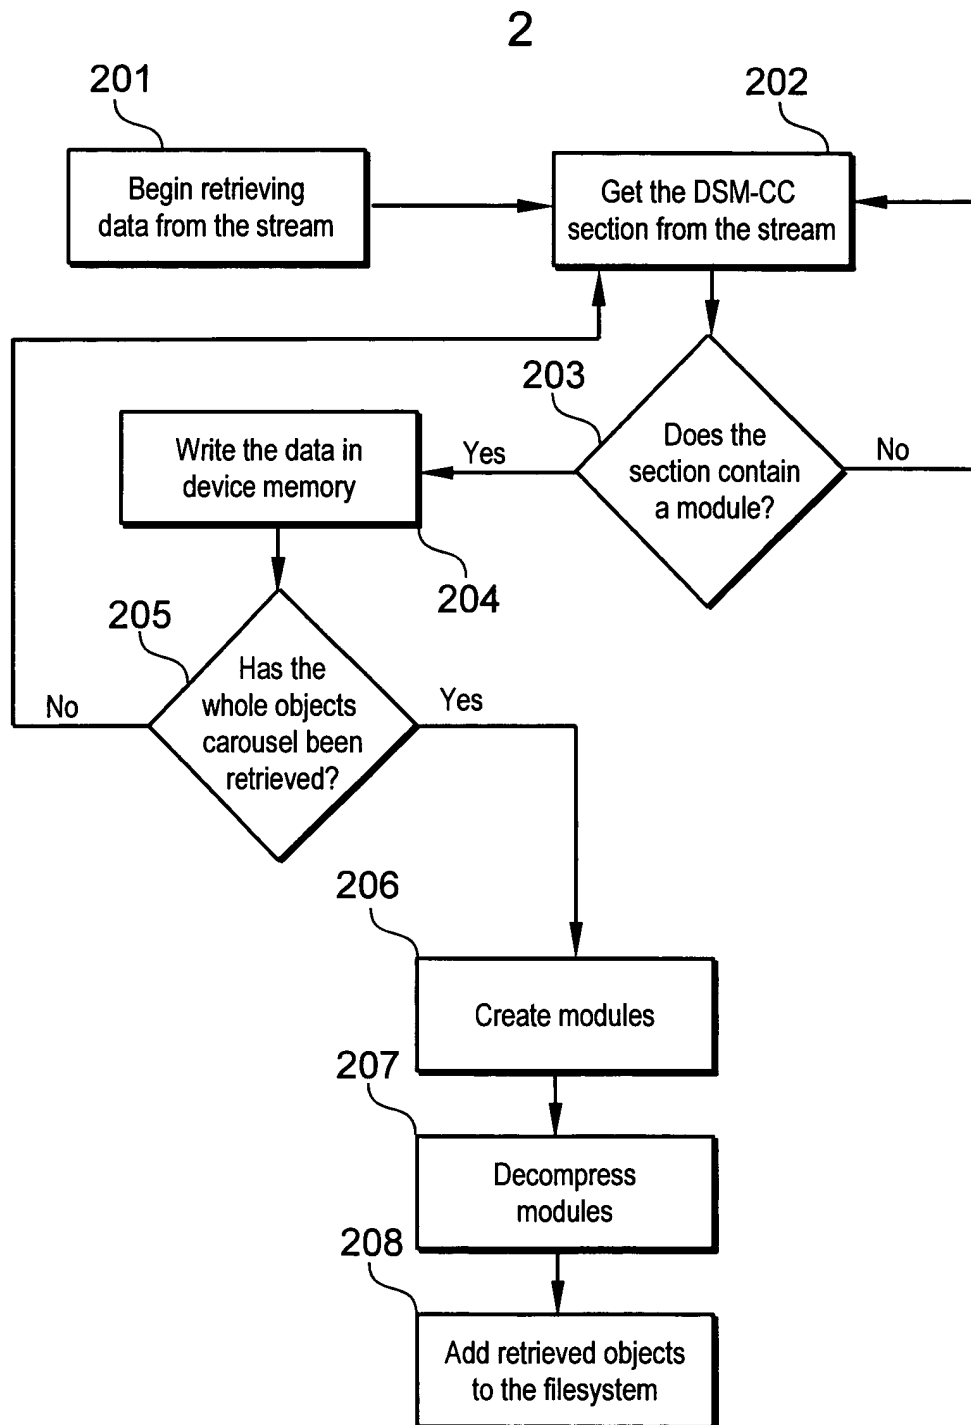 2
201
202
Begin retrieving
data from the stream
Get the DSM-CC
section from the stream
203
Does the
section contain
a module?
Yes
No
Write the data in
device memory
204
205
Has the
whole objects
carousel been
retrieved?
No
Yes
206
Create modules
207
Decompress
modules
208
Add retrieved objects
to the filesystem